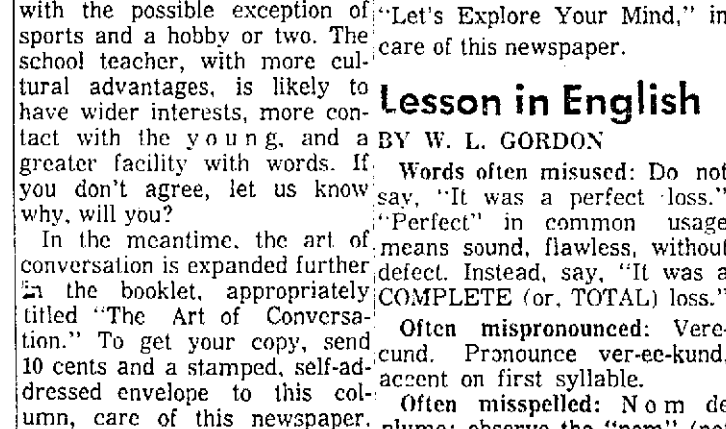 with the possible exception of
sports and a hobby or two. The
school teacher, with more cul-
tural advantages, is likely to
have wider interests, more con-
tact with the young, and a
greater facility with words. If
you don't agree, let us know
why, will you?
In the meantime, the art of
conversation is expanded further
in the booklet, appropriately
titled "The Art of Conversa-
tion." To get your copy, send
10 cents and a stamped, self-ad-
dressed envelope to this col-
umn, care of this newspaper.
"Let's Explore Your Mind," in
care of this newspaper.
Lesson in English
BY W. L. GORDON
Words often misused: Do not
say, "It was a perfect loss."
"Perfect" in common usage
means sound, flawless, without
defect. Instead, say, "It was a
COMPLETE (or, TOTAL) loss."
Often mispronounced: Vere-
cund. Pronounce ver-ee-kund,
accent on first syllable.
Often misspelled: Nom de
plume; observe the "nom" (no